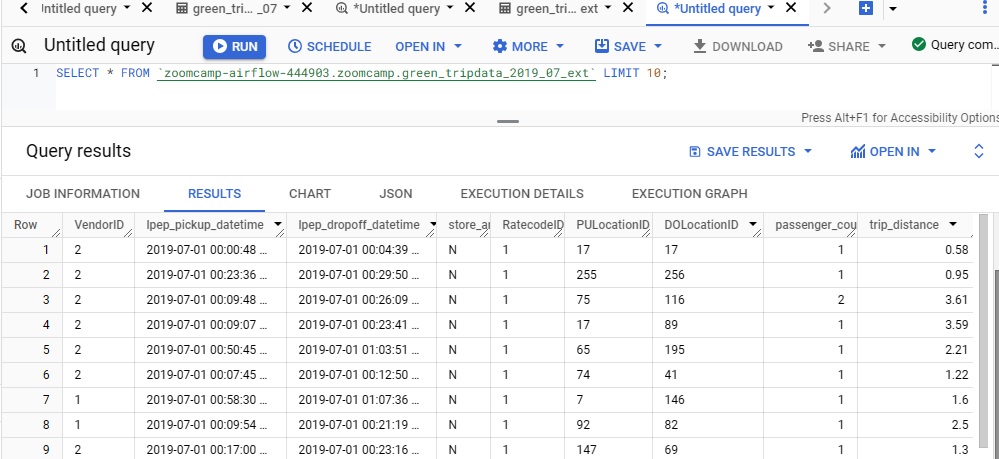 Untitled query green_tri... _07 *Untitled query green_tri... ext *Untitled query
Untitled query RUN SCHEDULE OPEN IN MORE SAVE DOWNLOAD SHARE Query com...
1 SELECT * FROM `zoomcamp-airflow-444903.zoomcamp.green_tripdata_2019_07_ext` LIMIT 10;
Press Alt+F1 for Accessibility Options
Query results SAVE RESULTS OPEN IN
JOB INFORMATION RESULTS CHART JSON EXECUTION DETAILS EXECUTION GRAPH
Row VendorID lpep_pickup_datetime lpep_dropoff_datetime store_a RatecodeID PULocationID DOLocationID passenger_cou trip_distance
1 2 2019-07-01 00:00:48 ... 2019-07-01 00:04:39 ... N 1 17 17 1 0.58
2 2 2019-07-01 00:23:36 ... 2019-07-01 00:29:50 ... N 1 255 256 1 0.95
3 2 2019-07-01 00:09:48 ... 2019-07-01 00:26:09 ... N 1 75 116 2 3.61
4 2 2019-07-01 00:09:07 ... 2019-07-01 00:23:41 ... N 1 17 89 1 3.59
5 2 2019-07-01 00:50:45 ... 2019-07-01 01:03:51 ... N 1 65 195 1 2.21
6 2 2019-07-01 00:07:45 ... 2019-07-01 00:12:50 ... N 1 74 41 1 1.22
7 1 2019-07-01 00:58:30 ... 2019-07-01 01:07:36 ... N 1 7 146 1 1.6
8 1 2019-07-01 00:09:54 ... 2019-07-01 00:21:19 ... N 1 92 82 1 2.5
9 2 2019-07-01 00:17:00 ... 2019-07-01 00:23:16 ... N 1 147 69 1 1.3